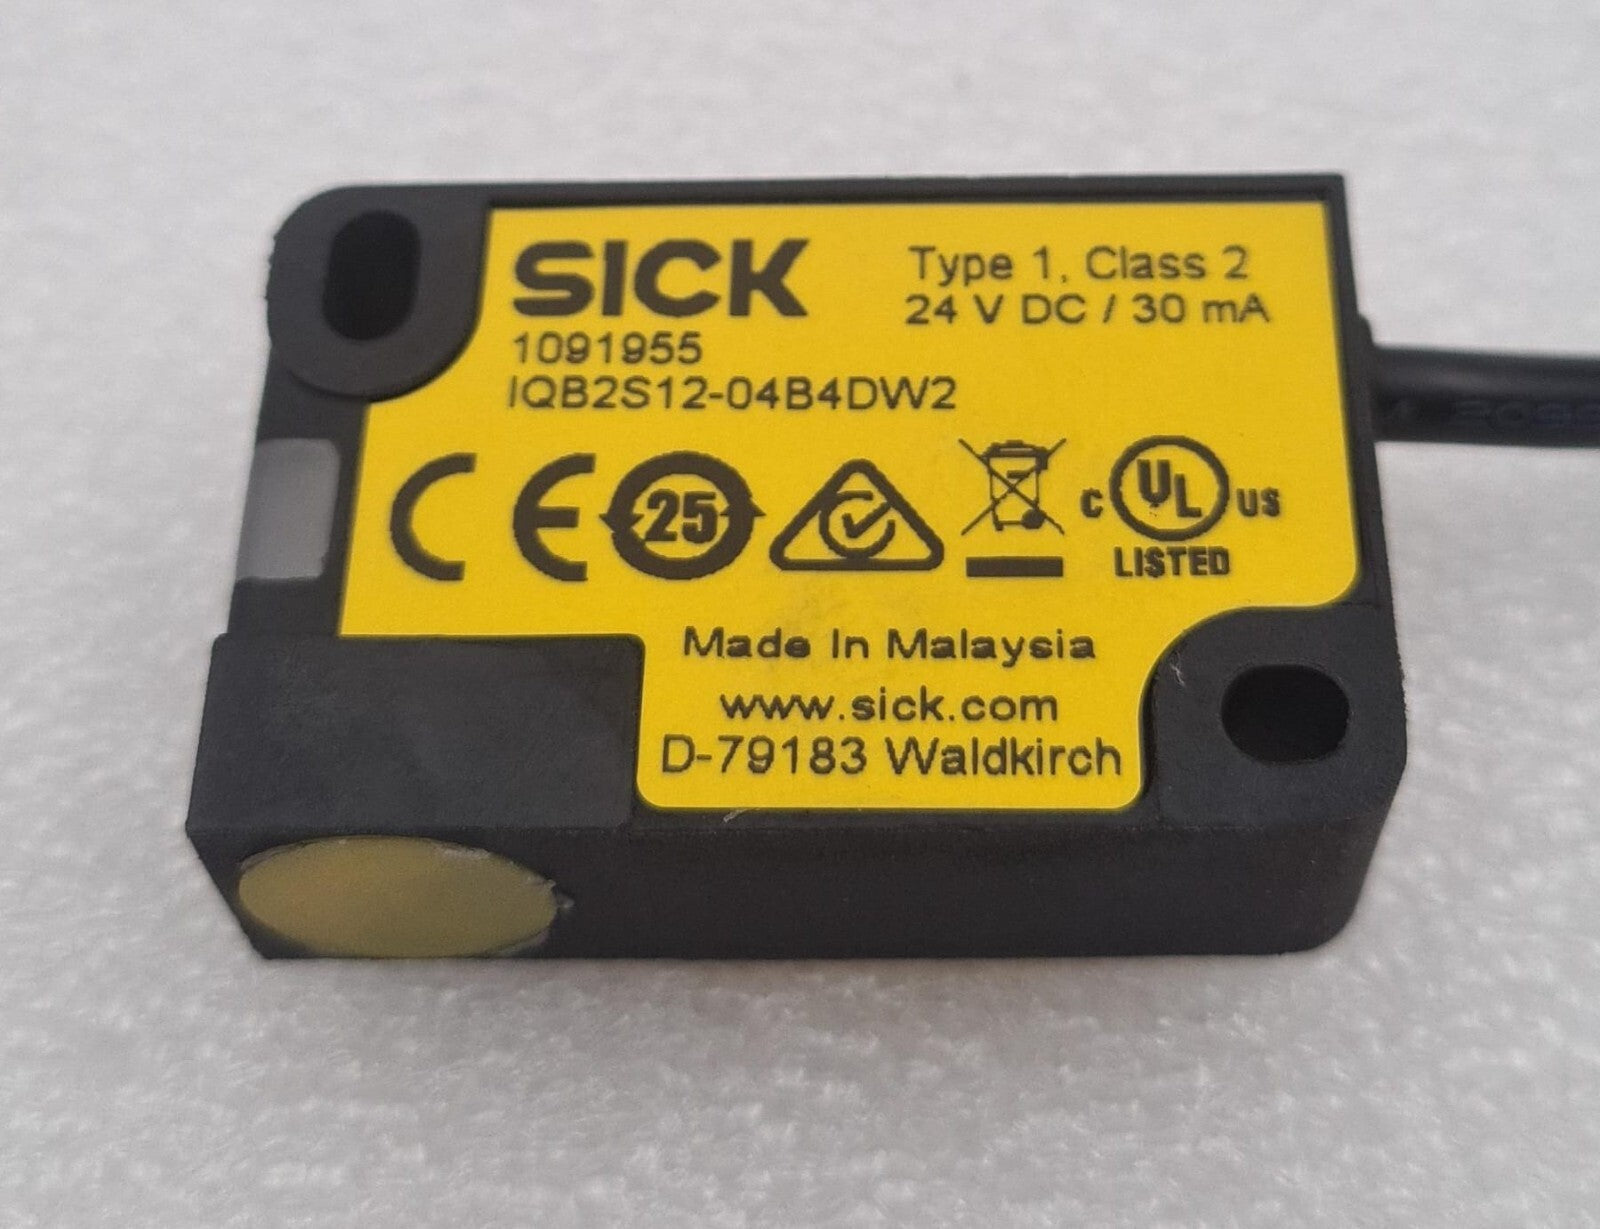 SICK
Type 1, Class 2
24 V DC / 30 mA
1091955
IQB2S12-04B4DW2
CE 25 C UL US
LISTED
Made In Malaysia
www.sick.com
D-79183 Waldkirch